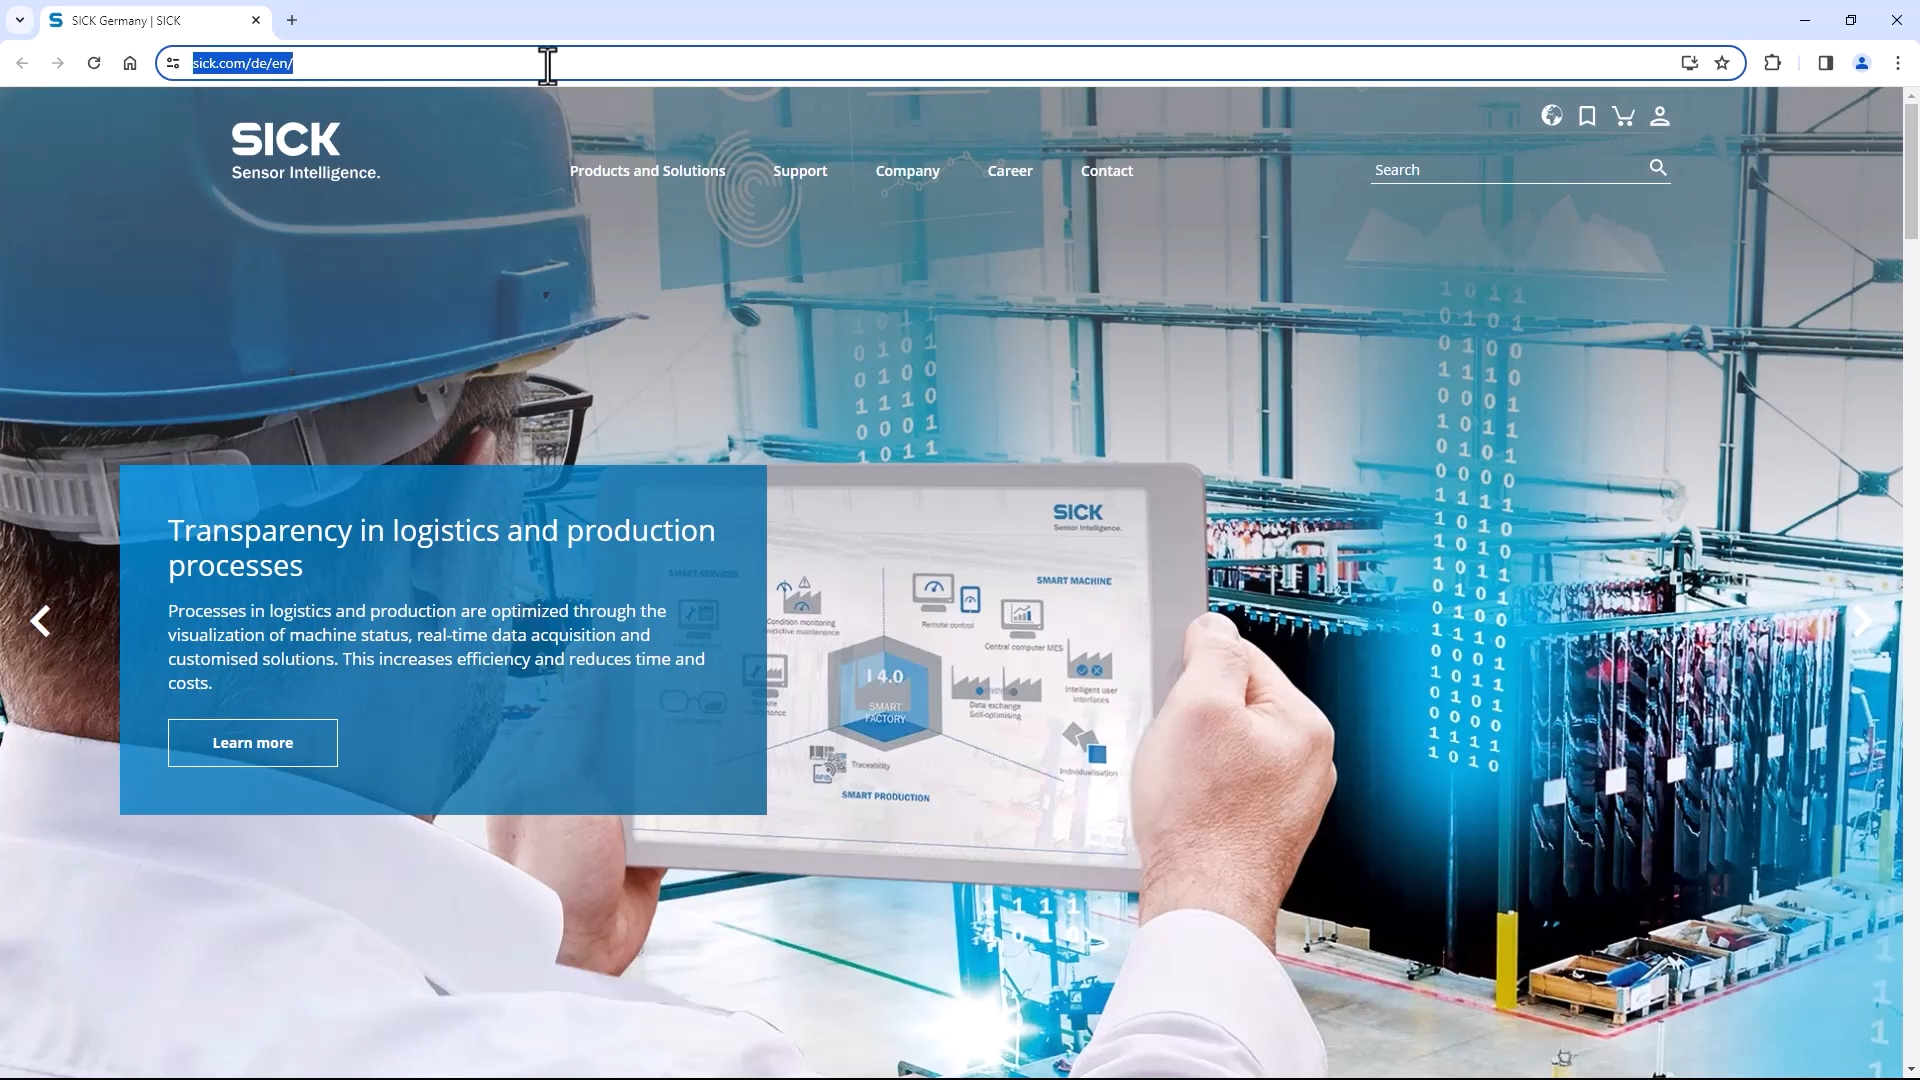 SICK Germany | SICK
sick.com/de/en/
SICK
Sensor Intelligence.
Products and Solutions
Support
Company
Career
Contact
Search
Transparency in logistics and production
processes
Processes in logistics and production are optimized through the
visualization of machine status, real-time data acquisition and
customised solutions. This increases efficiency and reduces time and
costs.
Learn more
SICK
Sensor Intelligence.
SMART SERVICES
SMART MACHINE
Condition monitoring
Remote control
Central computer MES
I 4.0
SMART
FACTORY
Data exchange
Self-optimising
Intelligent user
interfaces
Traceability
RFID
Individualisation
SMART PRODUCTION